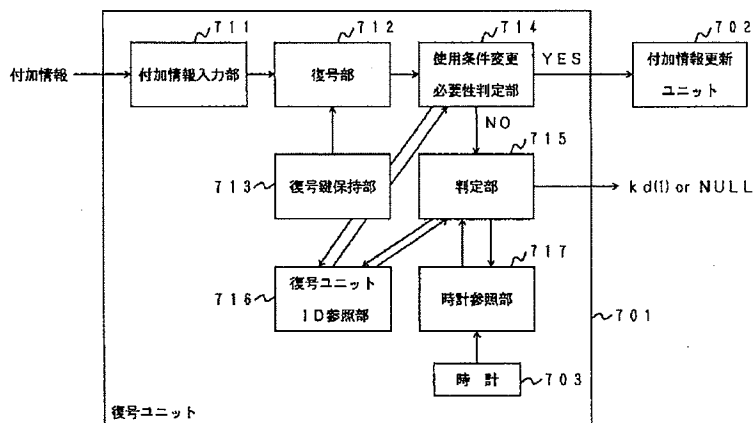 711
712
714
702
付加情報
付加情報入力部
復号部
使用条件変更
必要性判定部
YES
付加情報更新
ユニット
NO
715
713
復号鍵保持部
判定部
kd(1) or NULL
717
716
復号ユニット
ID参照部
時計参照部
701
時計
703
復号ユニット